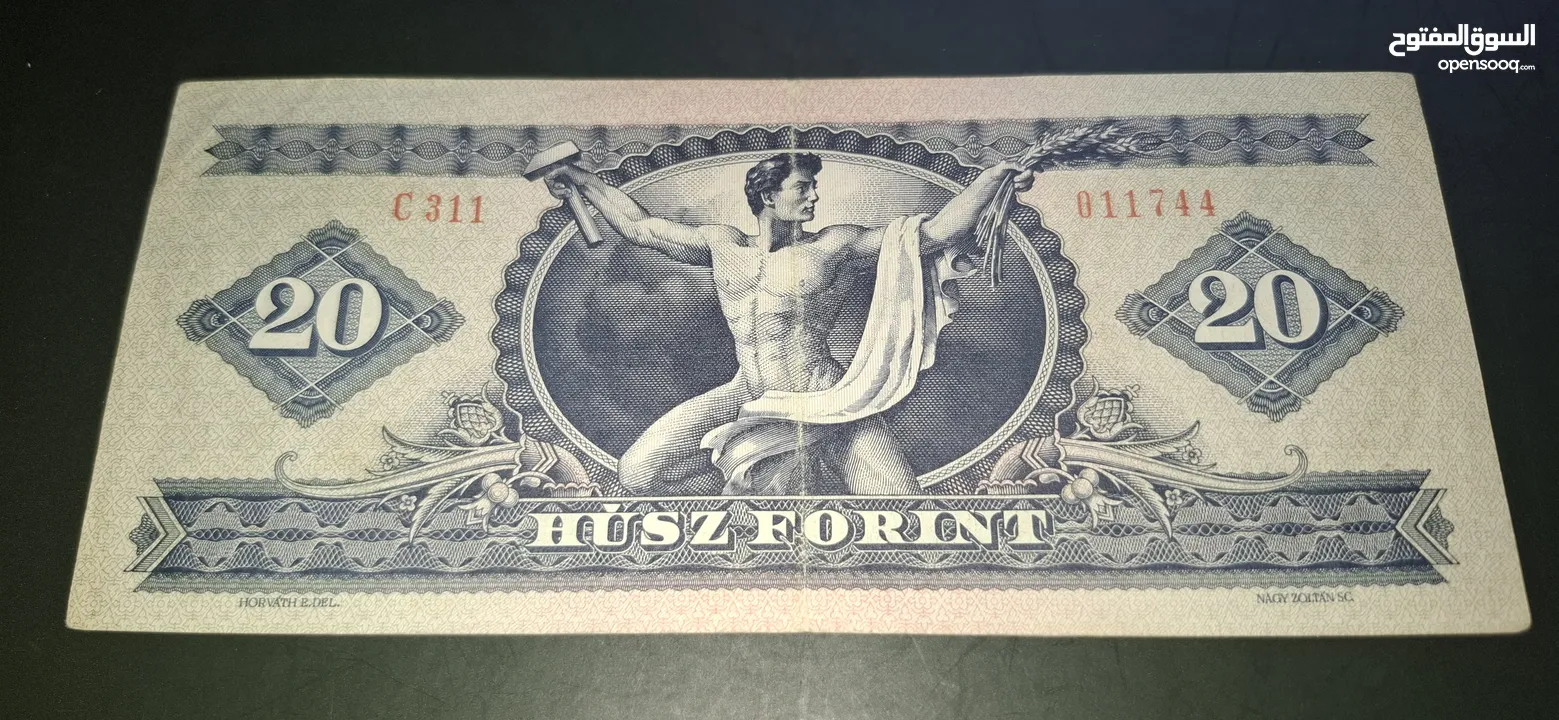 السوق المفتوح
opensooq.com
C 311
011744
20
20
HÚSZ FORINT
HORVÁTH E. DEL.
NAGY ZOLTÁN SC.